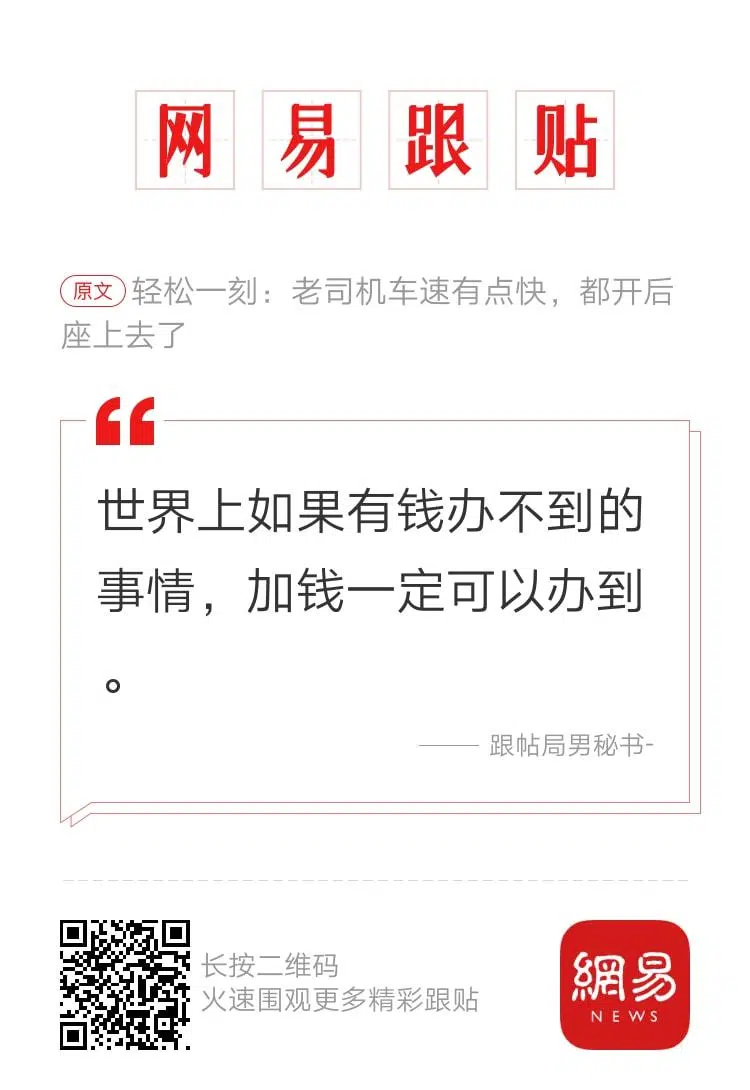 网易跟贴
原文 轻松一刻：老司机车速有点快，都开后
座上去了
世界上如果有钱办不到的
事情，加钱一定可以办到
。
—— 跟帖局男秘书-
长按二维码
火速围观更多精彩跟贴
網易
NEWS